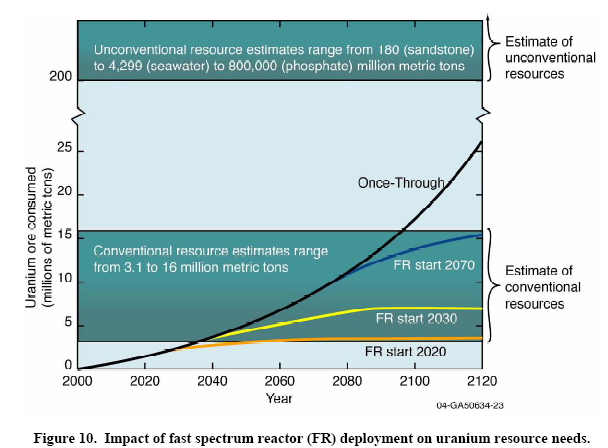 Unconventional resource estimates range from 180 (sandstone)
to 4,299 (seawater) to 800,000 (phosphate) million metric tons
Estimate of
unconventional
resources
200
25
20
15
10
5
0
Uranium ore consumed
(millions of metric tons)
Once-Through
Conventional resource estimates range
from 3.1 to 16 million metric tons
FR start 2070
FR start 2030
FR start 2020
Estimate of
conventional
resources
2000 2020 2040 2060 2080 2100 2120
Year
04-GA50634-23
Figure 10. Impact of fast spectrum reactor (FR) deployment on uranium resource needs.